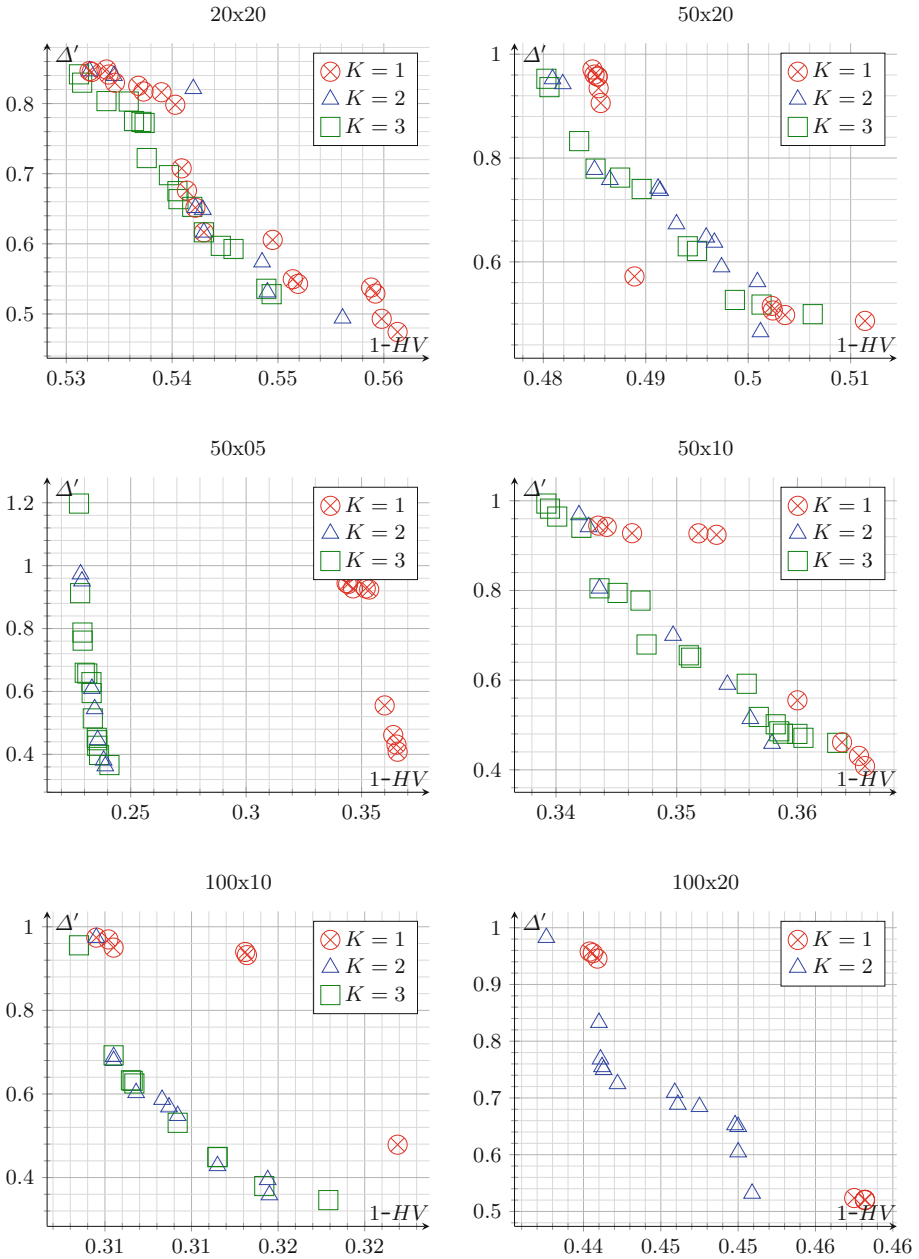 20x20
Δ′
K = 1
K = 2
K = 3
0.8
0.7
0.6
0.5
1–HV
0.53 0.54 0.55 0.56
50x20
Δ′
K = 1
K = 2
K = 3
1
0.8
0.6
1–HV
0.48 0.49 0.5 0.51
50x05
Δ′
K = 1
K = 2
K = 3
1.2
1
0.8
0.6
0.4
1–HV
0.25 0.3 0.35
50x10
Δ′
K = 1
K = 2
K = 3
1
0.8
0.6
0.4
1–HV
0.34 0.35 0.36
100x10
Δ′
K = 1
K = 2
K = 3
1
0.8
0.6
0.4
1–HV
0.31 0.31 0.32 0.32
100x20
Δ′
K = 1
K = 2
1
0.9
0.8
0.7
0.6
0.5
1–HV
0.44 0.45 0.45 0.46 0.46